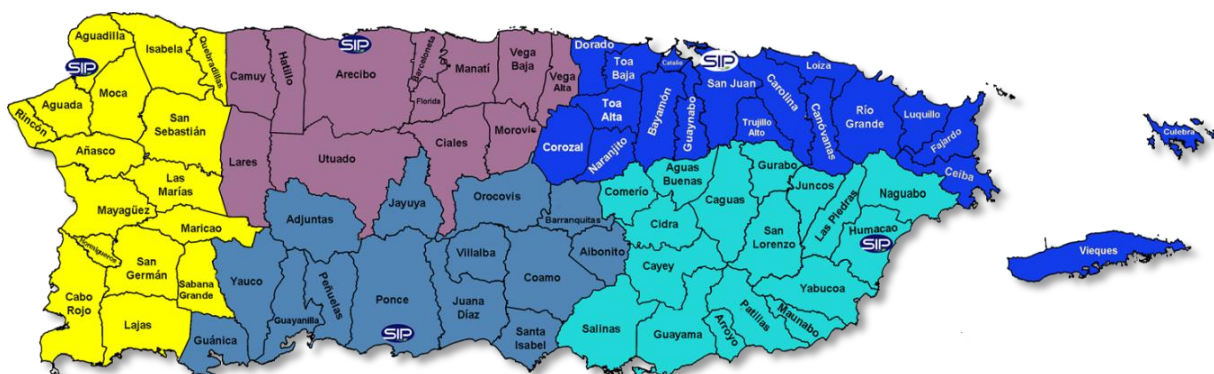 Aguadilla
Isabela
Quebradillas
SIP
Moca
Aguada
Rincón
San
Sebastián
Añasco
Las
Marías
Mayagüez
Maricao
Hormigueros
San
Germán
Sabana
Grande
Cabo
Rojo
Lajas
Camuy
Hatillo
SIP
Arecibo
Barceloneta
Florida
Manatí
Vega
Baja
Vega
Alta
Lares
Utuado
Ciales
Morovis
Adjuntas
Jayuya
Orocovis
Barranquitas
Aibonito
Villalba
Coamo
Yauco
Guánica
Guayanilla
Peñuelas
Ponce
SIP
Juana
Díaz
Santa
Isabel
Dorado
Toa
Baja
Toa
Alta
Corozal
Naranjito
Bayamón
Cataño
Guaynabo
SIP
San Juan
Trujillo
Alto
Carolina
Loiza
Canóvanas
Río
Grande
Luquillo
Fajardo
Ceiba
Culebra
Vieques
Comerío
Aguas
Buenas
Cidra
Caguas
Gurabo
Juncos
San
Lorenzo
Las Piedras
Naguabo
Humacao
SIP
Cayey
Yabucoa
Salinas
Guayama
Arroyo
Patillas
Maunabo